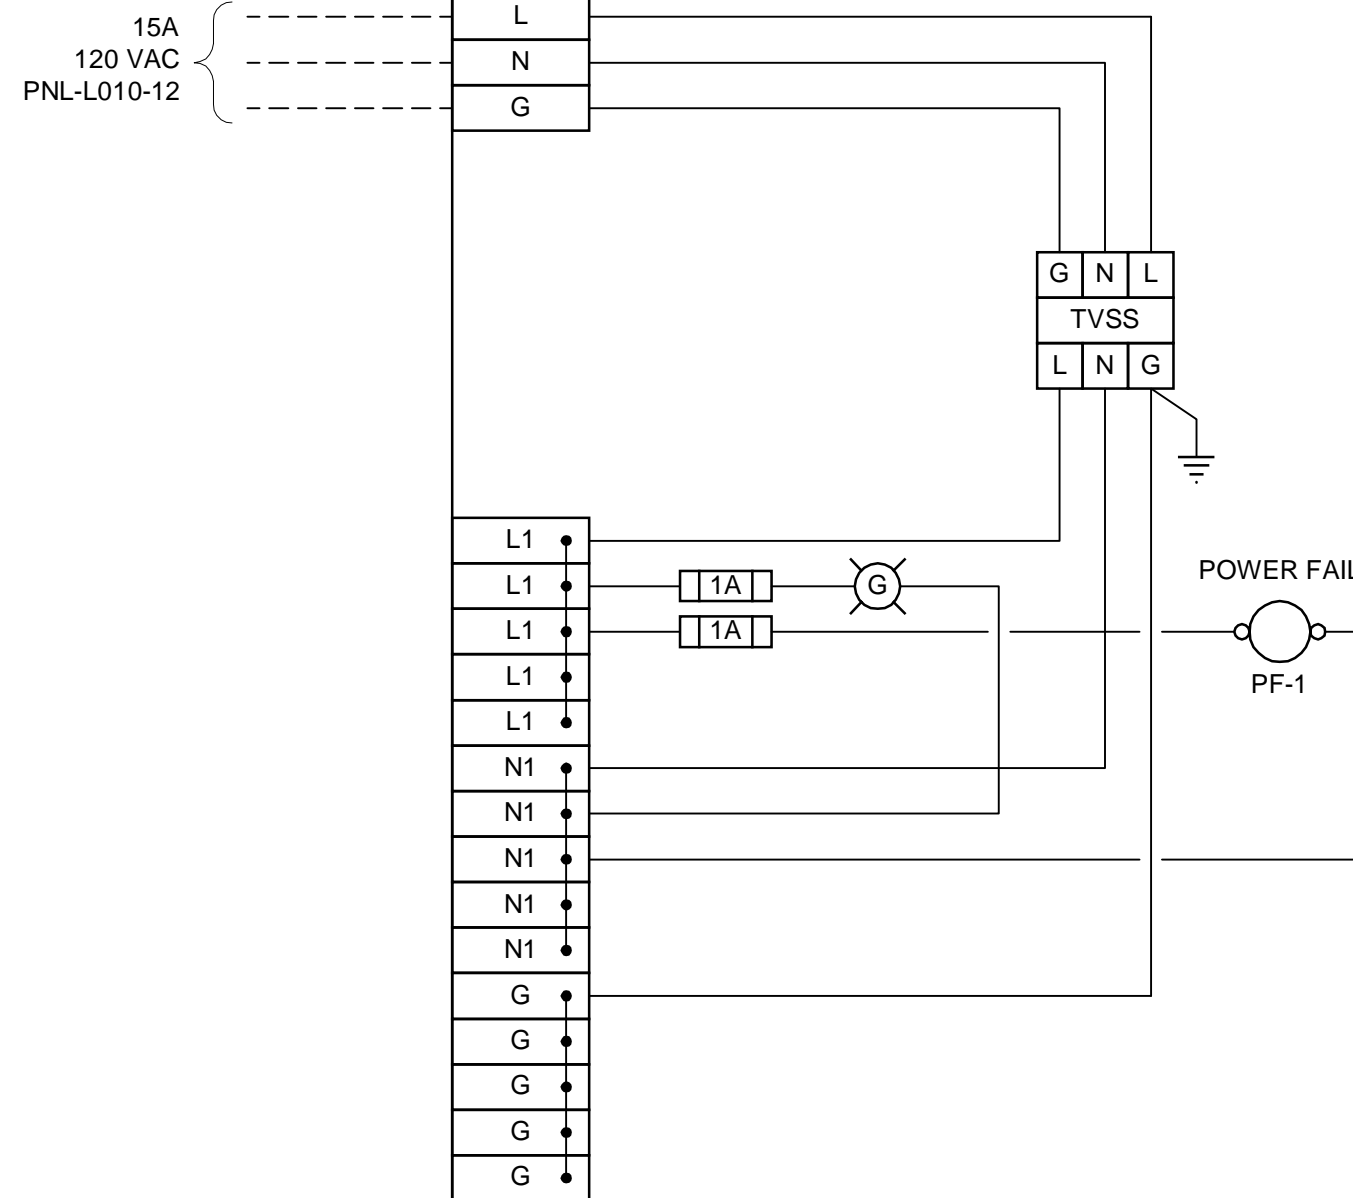 15A
120 VAC
PNL-L010-12
L
N
G
G N L
TVSS
L N G
L1
L1 1A G
L1 1A
L1
L1
POWER FAIL
PF-1
N1
N1
N1
N1
N1
G
G
G
G
G